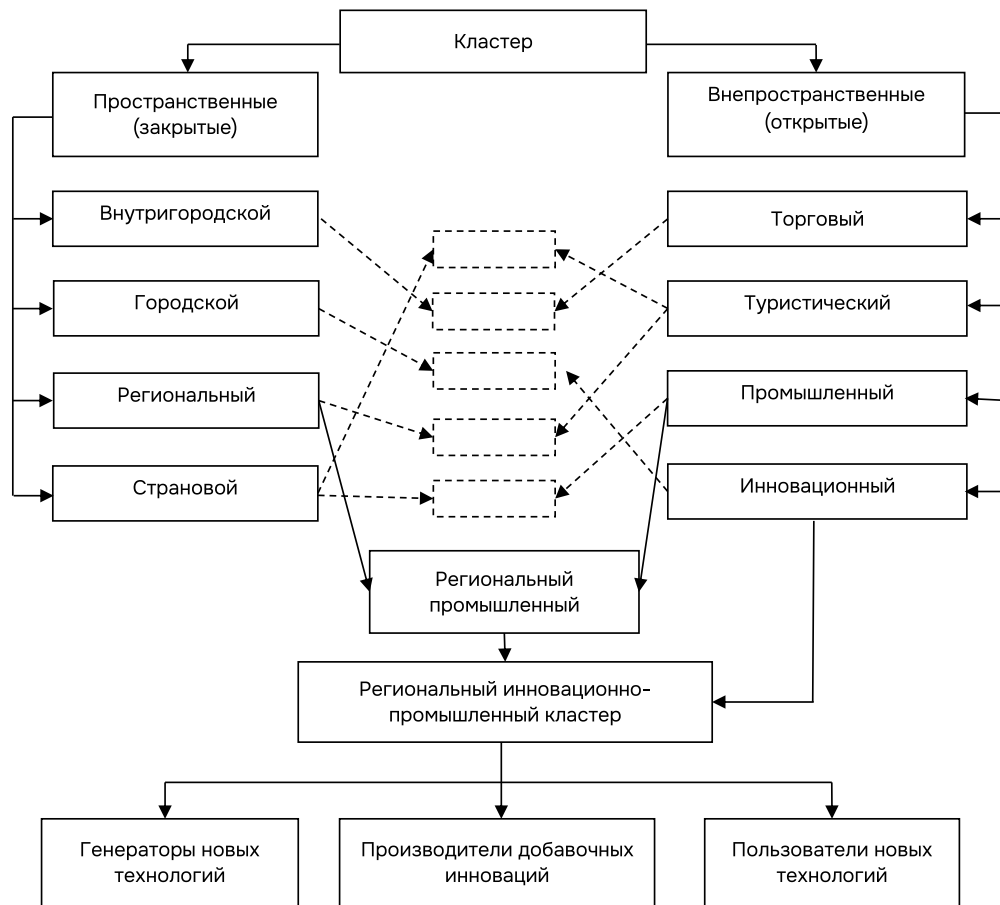 Кластер
Пространственные
(закрытые)
Внепространственные
(открытые)
Внутригородской
Торговый
Городской
Туристический
Региональный
Промышленный
Страновой
Инновационный
Региональный
промышленный
Региональный инновационно-
промышленный кластер
Генераторы новых
технологий
Производители добавочных
инноваций
Пользователи новых
технологий